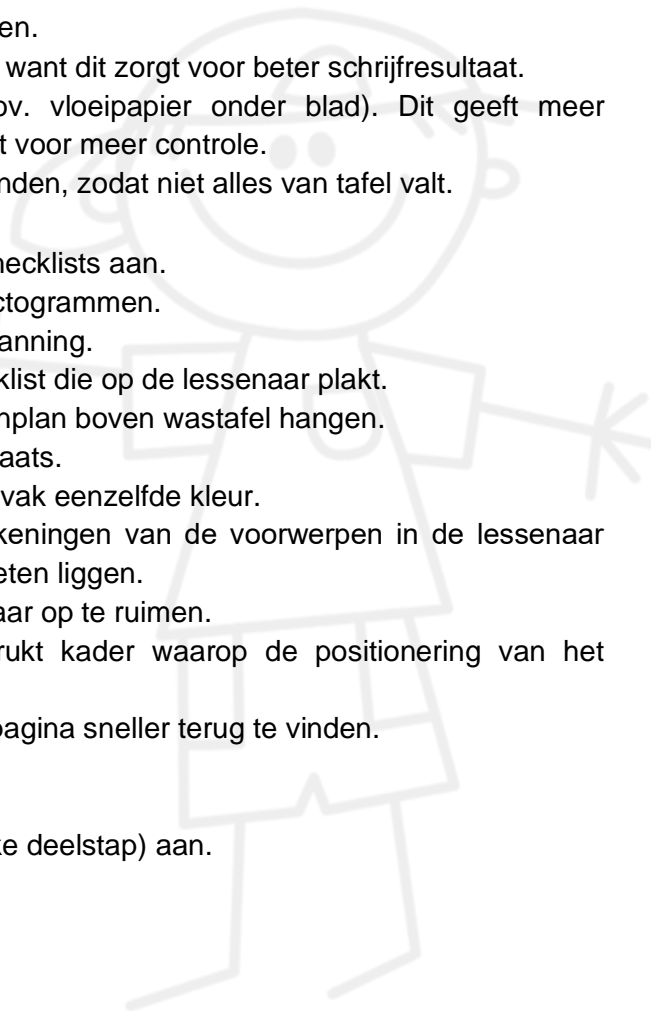 en.
want dit zorgt voor beter schrijfresultaat.
ov. vloeipapier onder blad). Dit geeft meer
t voor meer controle.
nden, zodat niet alles van tafel valt.
hecklists aan.
ctogrammen.
anning.
klist die op de lessenaar plakt.
nplan boven wastafel hangen.
aats.
vak eenzelfde kleur.
keningen van de voorwerpen in de lessenaar
eten liggen.
aar op te ruimen.
rukt kader waarop de positionering van het
pagina sneller terug te vinden.
ke deelstap) aan.